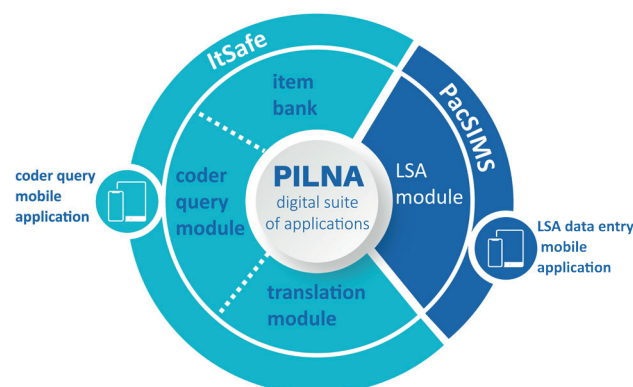 ItSafe
item
bank
PacSIMS
coder query
mobile
application
coder
query
module
PILNA
digital suite
of applications
LSA
module
LSA data entry
mobile
application
translation
module